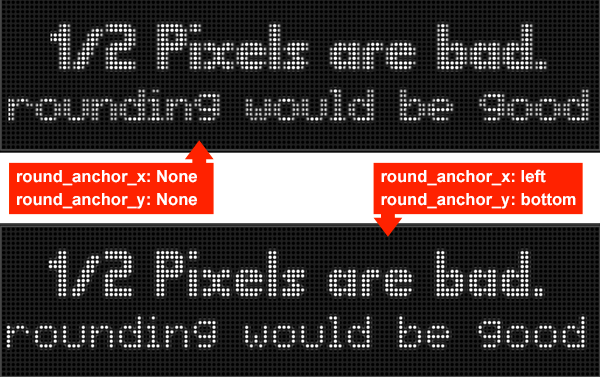 1/2 Pixels are bad.
rounding would be good
round_anchor_x: None
round_anchor_y: None
round_anchor_x: left
round_anchor_y: bottom
1/2 Pixels are bad.
rounding would be good